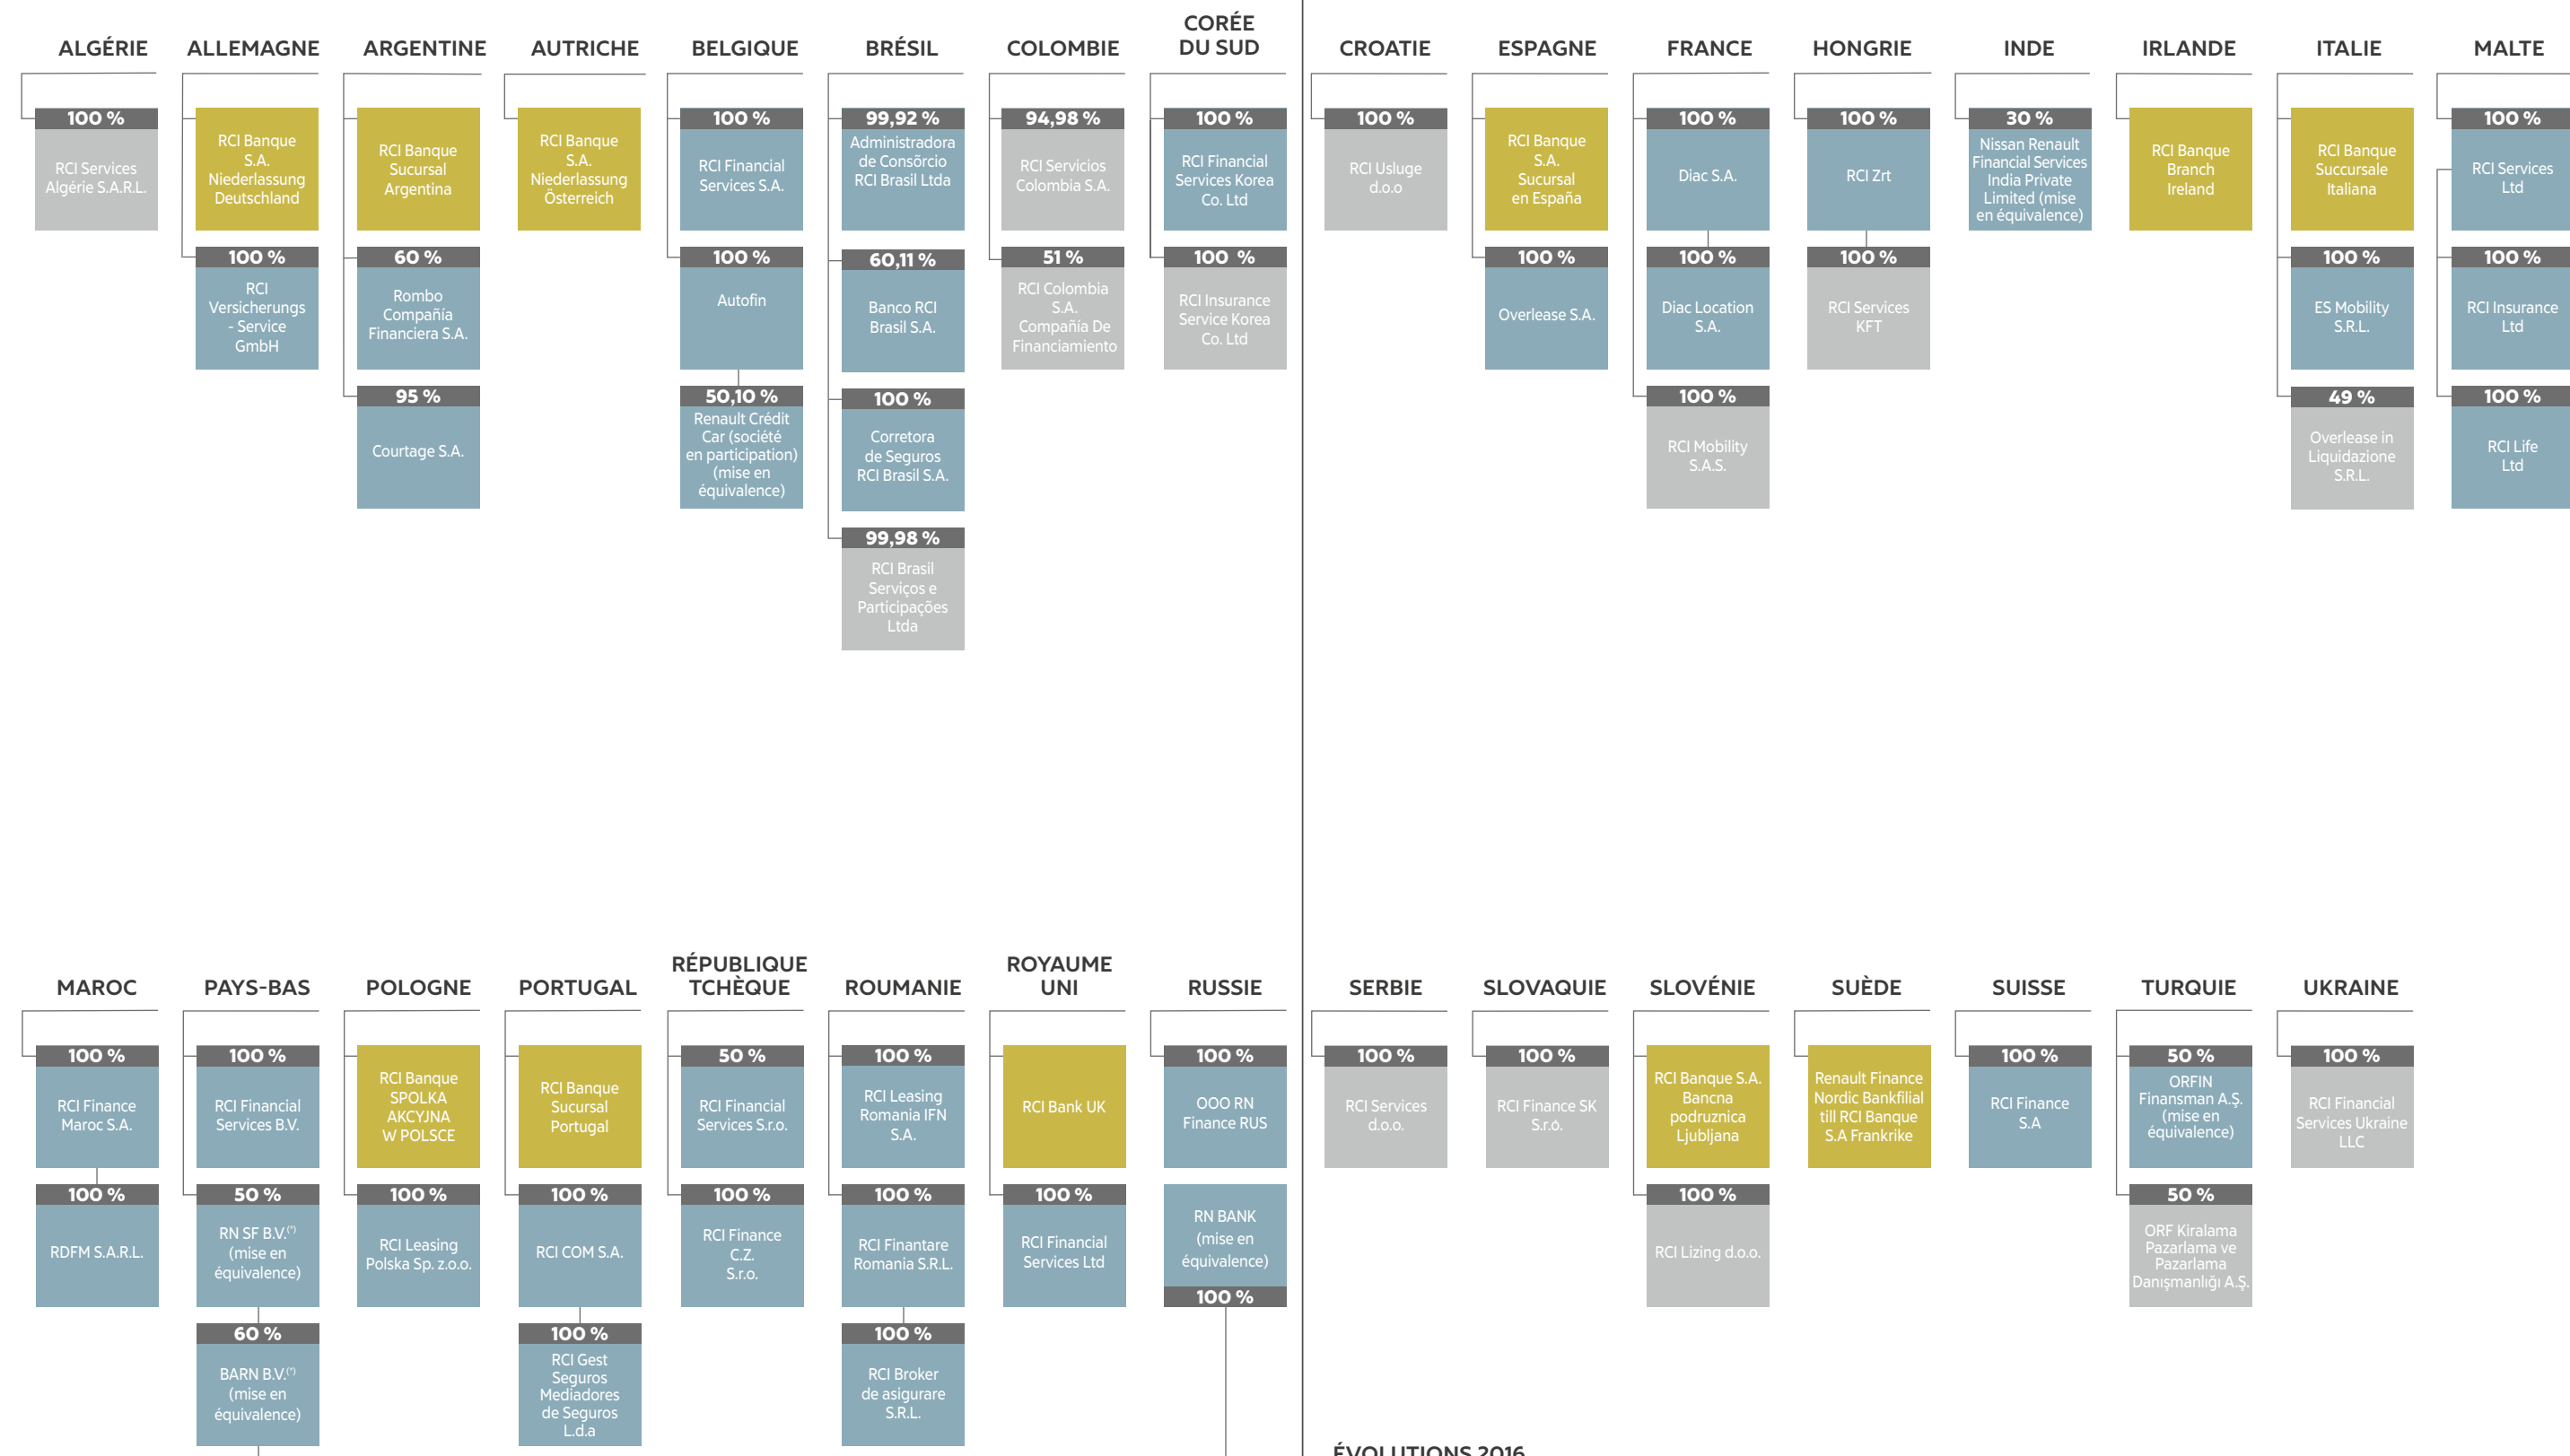 ALGÉRIE
100 %
RCI Services
Algérie S.A.R.L.
ALLEMAGNE
RCI Banque
S.A.
Niederlassung
Deutschland
100 %
RCI
Versicherungs
- Service
GmbH
ARGENTINE
RCI Banque
Sucursal
Argentina
60 %
Rombo
Compañía
Financiera S.A.
95 %
Courtage S.A.
AUTRICHE
RCI Banque
S.A.
Niederlassung
Österreich
BELGIQUE
100 %
RCI Financial
Services S.A.
100 %
Autofin
50,10 %
Renault Crédit
Car (société
en participation)
(mise en
équivalence)
BRÉSIL
99,92 %
Administradora
de Consõrcio
RCI Brasil Ltda
60,11 %
Banco RCI
Brasil S.A.
100 %
Corretora
de Seguros
RCI Brasil S.A.
99,98 %
RCI Brasil
Serviços e
Participações
Ltda
COLOMBIE
94,98 %
RCI Servicios
Colombia S.A.
51 %
RCI Colombia
S.A.
Compañía De
Financiamiento
CORÉE
DU SUD
100 %
RCI Financial
Services Korea
Co. Ltd
100 %
RCI Insurance
Service Korea
Co. Ltd
CROATIE
100 %
RCI Usluge
d.o.o
ESPAGNE
RCI Banque
S.A.
Sucursal
en España
100 %
Overlease S.A.
FRANCE
100 %
Diac S.A.
100 %
Diac Location
S.A.
100 %
RCI Mobility
S.A.S.
HONGRIE
100 %
RCI Zrt
100 %
RCI Services
KFT
INDE
30 %
Nissan Renault
Financial Services
India Private
Limited (mise
en équivalence)
IRLANDE
RCI Banque
Branch
Ireland
ITALIE
RCI Banque
Succursale
Italiana
100 %
ES Mobility
S.R.L.
49 %
Overlease in
Liquidazione
S.R.L.
MALTE
100 %
RCI Services
Ltd
100 %
RCI Insurance
Ltd
100 %
RCI Life
Ltd
MAROC
100 %
RCI Finance
Maroc S.A.
100 %
RDFM S.A.R.L.
PAYS-BAS
100 %
RCI Financial
Services B.V.
50 %
RN SF B.V.(*)
(mise en
équivalence)
60 %
BARN B.V.(*)
(mise en
équivalence)
POLOGNE
RCI Banque
SPOLKA
AKCYJNA
W POLSCE
100 %
RCI Leasing
Polska Sp. z.o.o.
PORTUGAL
RCI Banque
Sucursal
Portugal
100 %
RCI COM S.A.
100 %
RCI Gest
Seguros
Mediadores
de Seguros
L.d.a
RÉPUBLIQUE
TCHÈQUE
50 %
RCI Financial
Services S.r.o.
100 %
RCI Finance
C.Z.
S.r.o.
ROUMANIE
100 %
RCI Leasing
Romania IFN
S.A.
100 %
RCI Finantare
Romania S.R.L.
100 %
RCI Broker
de asigurare
S.R.L.
ROYAUME
UNI
RCI Bank UK
100 %
RCI Financial
Services Ltd
RUSSIE
100 %
OOO RN
Finance RUS
RN BANK
(mise en
équivalence)
100 %
SERBIE
100 %
RCI Services
d.o.o.
SLOVAQUIE
100 %
RCI Finance SK
S.r.o.
SLOVÉNIE
RCI Banque S.A.
Bancna
podruznica
Ljubljana
100 %
RCI Lizing d.o.o.
SUÈDE
Renault Finance
Nordic Bankfilial
till RCI Banque
S.A Frankrike
SUISSE
100 %
RCI Finance
S.A
TURQUIE
50 %
ORFIN
Finansman A.Ş.
(mise en
équivalence)
50 %
ORF Kiralama
Pazarlama ve
Pazarlama
Danışmanlığı A.Ş.
UKRAINE
100 %
RCI Financial
Services Ukraine
LLC
ÉVOLUTIONS 2016